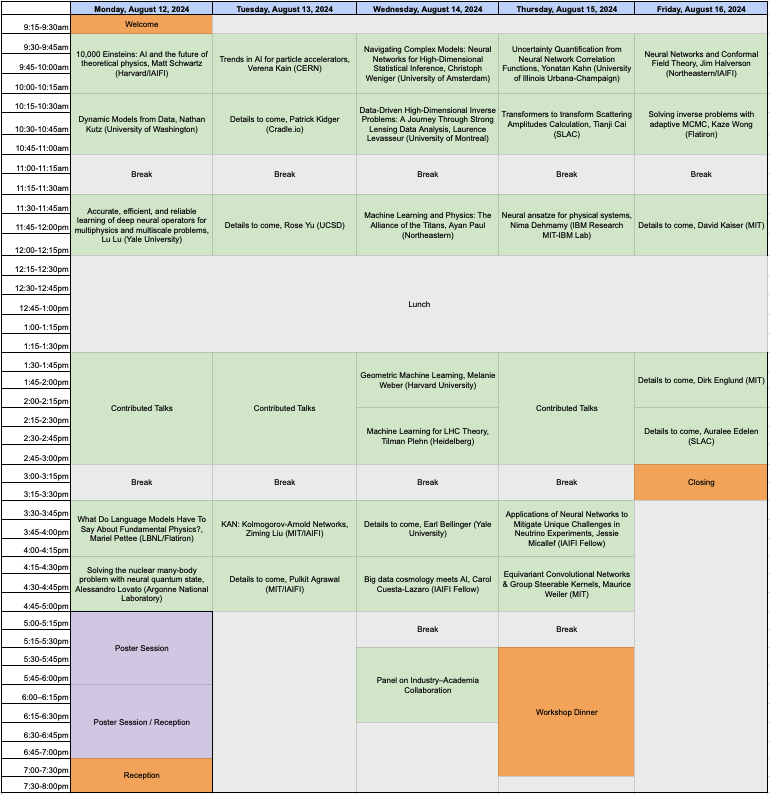 Monday, August 12, 2024
Tuesday, August 13, 2024
Wednesday, August 14, 2024
Thursday, August 15, 2024
Friday, August 16, 2024
9:15-9:30am
Welcome
9:30-9:45am
9:45-10:00am
10:00-10:15am
10,000 Einsteins: AI and the future of
theoretical physics, Matt Schwartz
(Harvard/IAIFI)
Trends in AI for particle accelerators,
Verena Kain (CERN)
Navigating Complex Models: Neural
Networks for High-Dimensional
Statistical Inference, Christoph
Weniger (University of Amsterdam)
Uncertainty Quantification from
Neural Network Correlation
Functions, Yonatan Kahn (University
of Illinois Urbana-Champaign)
Neural Networks and Conformal
Field Theory, Jim Halverson
(Northeastern/IAIFI)
10:15-10:30am
10:30-10:45am
10:45-11:00am
Dynamic Models from Data, Nathan
Kutz (University of Washington)
Details to come, Patrick Kidger
(Cradle.io)
Data-Driven High-Dimensional Inverse
Problems: A Journey Through Strong
Lensing Data Analysis, Laurence
Levasseur (University of Montreal)
Transformers to transform Scattering
Amplitudes Calculation, Tianji Cai
(SLAC)
Solving inverse problems with
adaptive MCMC, Kaze Wong
(Flatiron)
11:00-11:15am
11:15-11:30am
Break
Break
Break
Break
Break
11:30-11:45am
11:45-12:00pm
12:00-12:15pm
Accurate, efficient, and reliable
learning of deep neural operators for
multiphysics and multiscale problems,
Lu Lu (Yale University)
Details to come, Rose Yu (UCSD)
Machine Learning and Physics: The
Alliance of the Titans, Ayan Paul
(Northeastern)
Neural ansatze for physical systems,
Nima Dehmamy (IBM Research
MIT-IBM Lab)
Details to come, David Kaiser (MIT)
12:15-12:30pm
12:30-12:45pm
12:45-1:00pm
1:00-1:15pm
1:15-1:30pm
Lunch
1:30-1:45pm
1:45-2:00pm
2:00-2:15pm
2:15-2:30pm
2:30-2:45pm
2:45-3:00pm
Contributed Talks
Contributed Talks
Geometric Machine Learning, Melanie
Weber (Harvard University)
Machine Learning for LHC Theory,
Tilman Plehn (Heidelberg)
Contributed Talks
Details to come, Dirk Englund (MIT)
Details to come, Auralee Edelen
(SLAC)
3:00-3:15pm
3:15-3:30pm
Break
Break
Break
Break
Closing
3:30-3:45pm
3:45-4:00pm
4:00-4:15pm
What Do Language Models Have To
Say About Fundamental Physics?,
Mariel Pettee (LBNL/Flatiron)
KAN: Kolmogorov-Arnold Networks,
Ziming Liu (MIT/IAIFI)
Details to come, Earl Bellinger (Yale
University)
Applications of Neural Networks to
Mitigate Unique Challenges in
Neutrino Experiments, Jessie
Micallef (IAIFI Fellow)
4:15-4:30pm
4:30-4:45pm
4:45-5:00pm
Solving the nuclear many-body
problem with neural quantum state,
Alessandro Lovato (Argonne National
Laboratory)
Details to come, Pulkit Agrawal
(MIT/IAIFI)
Big data cosmology meets AI, Carol
Cuesta-Lazaro (IAIFI Fellow)
Equivariant Convolutional Networks
& Group Steerable Kernels, Maurice
Weiler (MIT)
5:00-5:15pm
5:15-5:30pm
5:30-5:45pm
5:45-6:00pm
Poster Session
Break
Break
6:00–6:15pm
6:15-6:30pm
6:30-6:45pm
6:45-7:00pm
Poster Session / Reception
Panel on Industry–Academia
Collaboration
Workshop Dinner
7:00-7:30pm
7:30-8:00pm
Reception